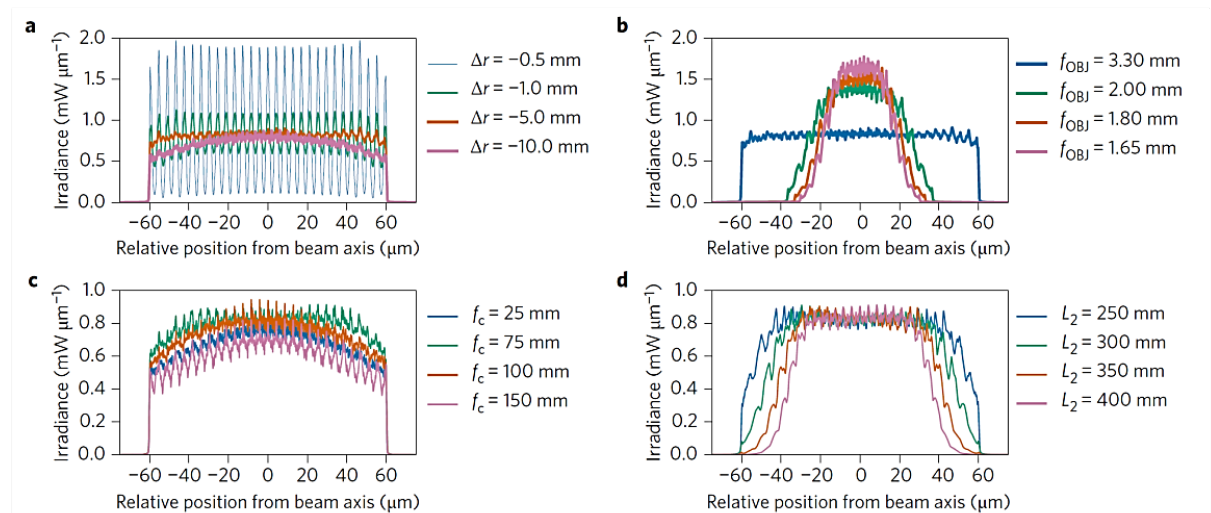 a
2.0
1.5
1.0
0.5
0.0
Irradiance (mW μm⁻¹)
−60 −40 −20 0 20 40 60
Relative position from beam axis (μm)
Δr = −0.5 mm
Δr = −1.0 mm
Δr = −5.0 mm
Δr = −10.0 mm
b
2.0
1.5
1.0
0.5
0.0
Irradiance (mW μm⁻¹)
−60 −40 −20 0 20 40 60
Relative position from beam axis (μm)
f_OBJ = 3.30 mm
f_OBJ = 2.00 mm
f_OBJ = 1.80 mm
f_OBJ = 1.65 mm
c
1.0
0.8
0.6
0.4
0.2
0.0
Irradiance (mW μm⁻¹)
−60 −40 −20 0 20 40 60
Relative position from beam axis (μm)
f_c = 25 mm
f_c = 75 mm
f_c = 100 mm
f_c = 150 mm
d
1.0
0.8
0.6
0.4
0.2
0.0
Irradiance (mW μm⁻¹)
−60 −40 −20 0 20 40 60
Relative position from beam axis (μm)
L₂ = 250 mm
L₂ = 300 mm
L₂ = 350 mm
L₂ = 400 mm